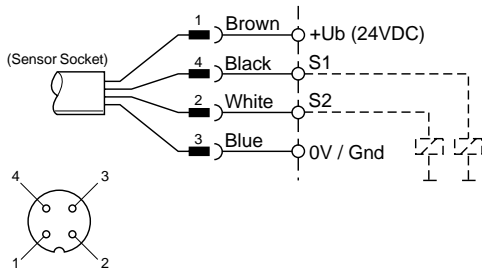 1 Brown +Ub (24VDC)
(Sensor Socket)
4 Black S1
2 White S2
3 Blue 0V / Gnd
4 3
1 2